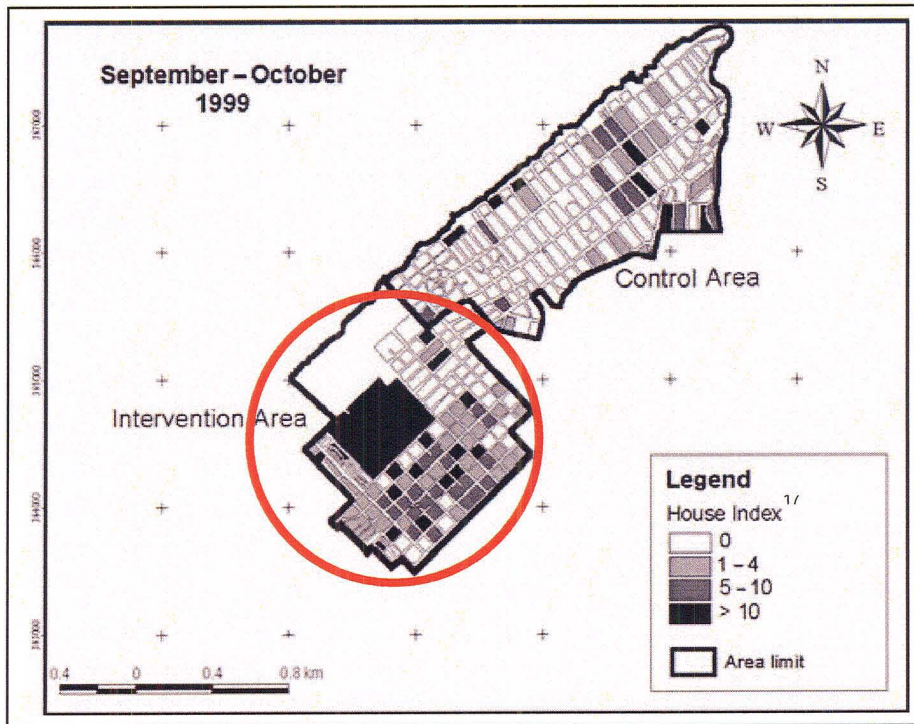 September – October
1999
N
W E
S
Control Area
Intervention Area
Legend
House Index 1/
0
1 – 4
5 – 10
> 10
Area limit
0.4 0 0.4 0.8 km